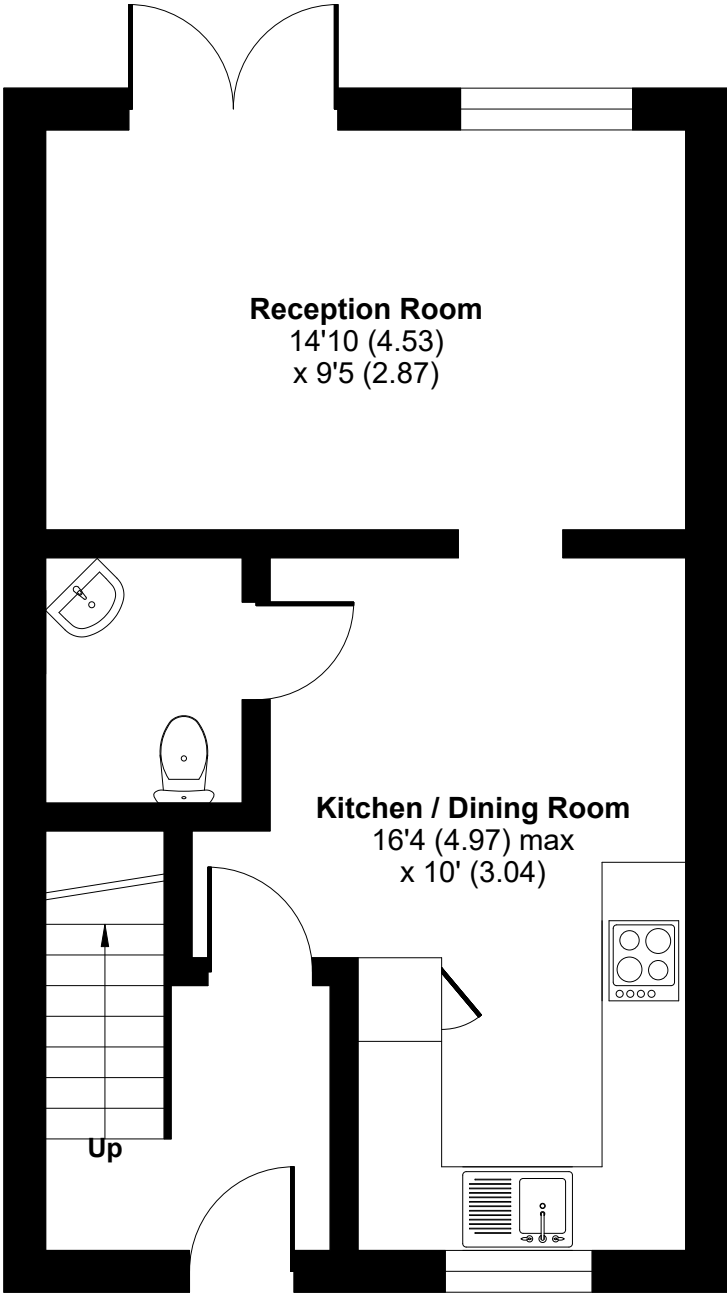 Reception Room
14'10 (4.53)
x 9'5 (2.87)
Kitchen / Dining Room
16'4 (4.97) max
x 10' (3.04)
Up